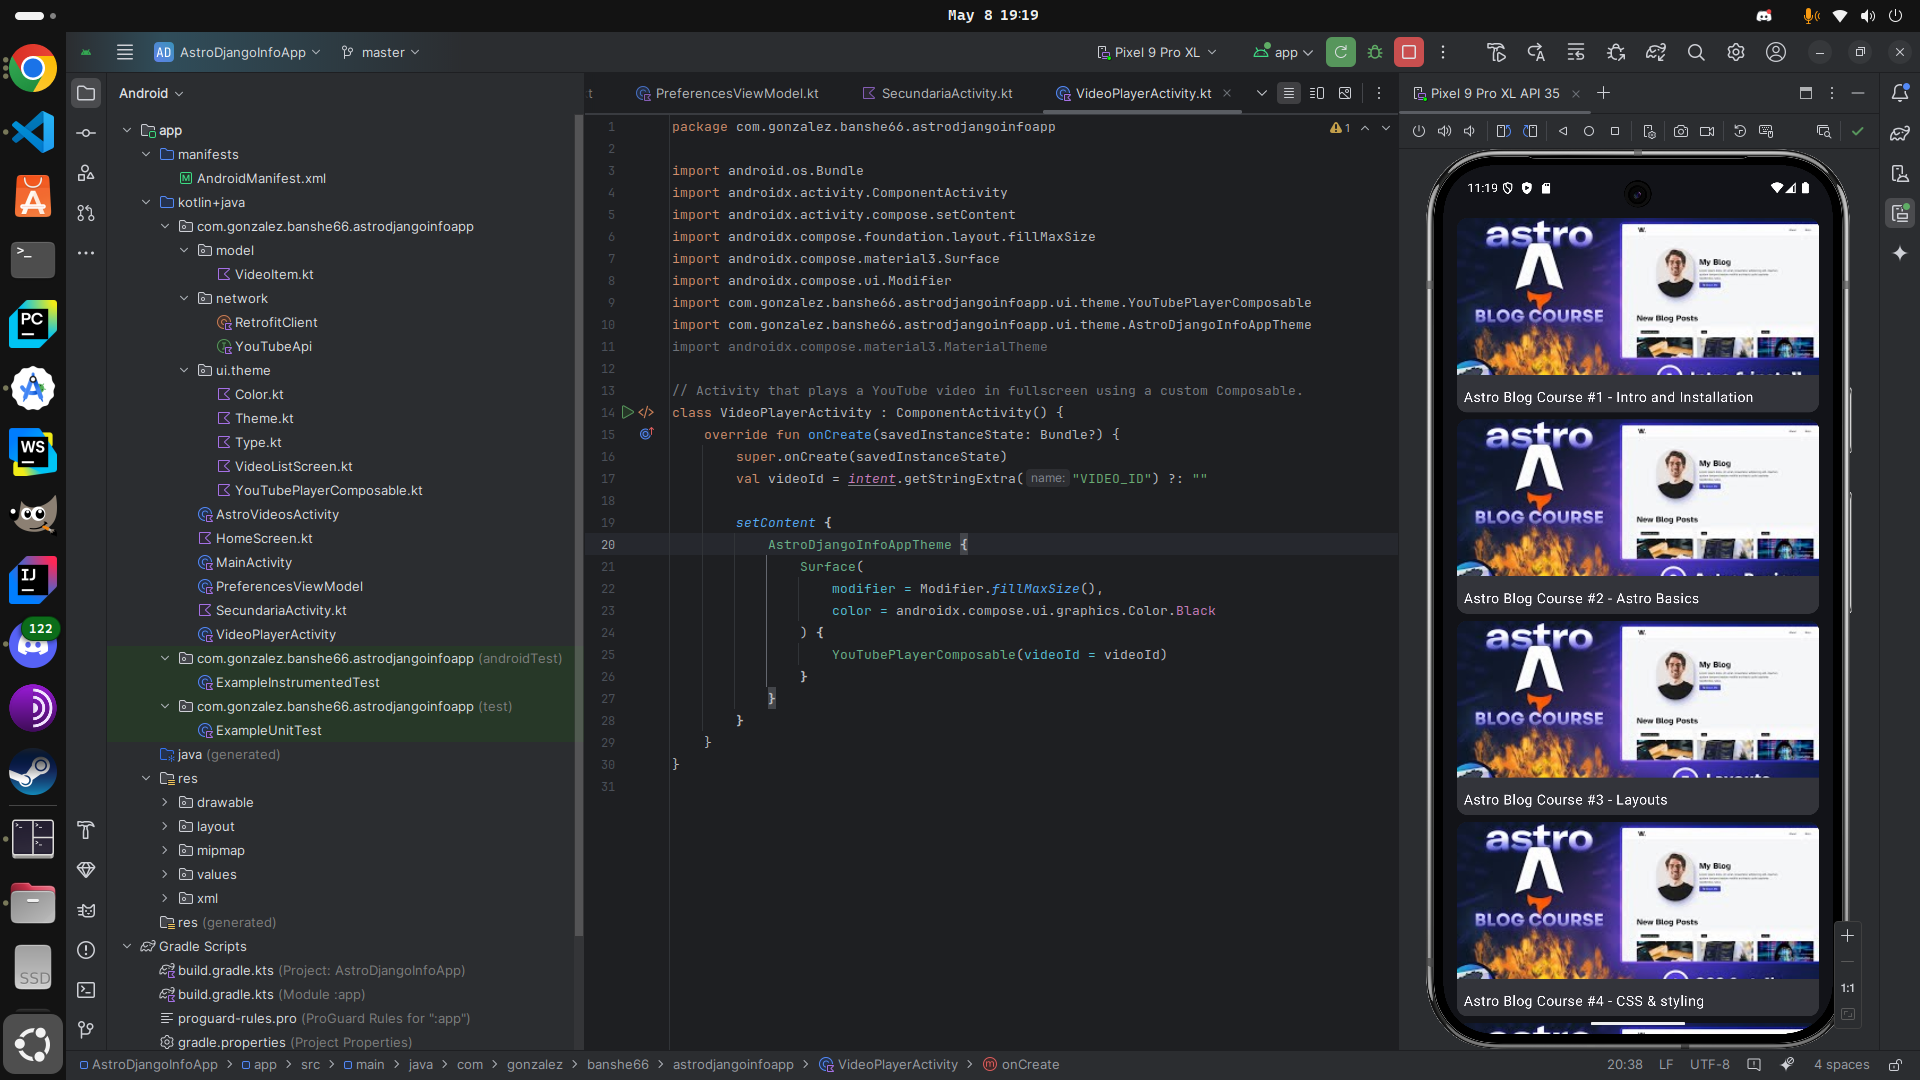 May 8 19:19
AD AstroDjangoInfoApp
master
Pixel 9 Pro XL
app
Android
PreferencesViewModel.kt
SecundariaActivity.kt
VideoPlayerActivity.kt
Pixel 9 Pro XL API 35
app
manifests
AndroidManifest.xml
kotlin+java
com.gonzalez.banshe66.astrodjangoinfoapp
model
VideoItem.kt
network
RetrofitClient
YouTubeApi
ui.theme
Color.kt
Theme.kt
Type.kt
VideoListScreen.kt
YouTubePlayerComposable.kt
AstroVideosActivity
HomeScreen.kt
MainActivity
PreferencesViewModel
SecundariaActivity.kt
VideoPlayerActivity
com.gonzalez.banshe66.astrodjangoinfoapp (androidTest)
ExampleInstrumentedTest
com.gonzalez.banshe66.astrodjangoinfoapp (test)
ExampleUnitTest
java (generated)
res
drawable
layout
mipmap
values
xml
res (generated)
Gradle Scripts
build.gradle.kts (Project: AstroDjangoInfoApp)
build.gradle.kts (Module :app)
proguard-rules.pro (ProGuard Rules for ":app")
gradle.properties (Project Properties)
PC
WS
IJ
122
SSD
1 package com.gonzalez.banshe66.astrodjangoinfoapp
2
3 import android.os.Bundle
4 import androidx.activity.ComponentActivity
5 import androidx.activity.compose.setContent
6 import androidx.compose.foundation.layout.fillMaxSize
7 import androidx.compose.material3.Surface
8 import androidx.compose.ui.Modifier
9 import com.gonzalez.banshe66.astrodjangoinfoapp.ui.theme.YouTubePlayerComposable
10 import com.gonzalez.banshe66.astrodjangoinfoapp.ui.theme.AstroDjangoInfoAppTheme
11 import androidx.compose.material3.MaterialTheme
12
13 // Activity that plays a YouTube video in fullscreen using a custom Composable.
14 class VideoPlayerActivity : ComponentActivity() {
15 override fun onCreate(savedInstanceState: Bundle?) {
16 super.onCreate(savedInstanceState)
17 val videoId = intent.getStringExtra( name: "VIDEO_ID") ?: ""
18
19 setContent {
20 AstroDjangoInfoAppTheme {
21 Surface(
22 modifier = Modifier.fillMaxSize(),
23 color = androidx.compose.ui.graphics.Color.Black
24 ) {
25 YouTubePlayerComposable(videoId = videoId)
26 }
27 }
28 }
29 }
30 }
31
1
11:19
astro
BLOG COURSE
My Blog
New Blog Posts
Astro Blog Course #1 - Intro and Installation
astro
BLOG COURSE
My Blog
New Blog Posts
Astro Blog Course #2 - Astro Basics
astro
BLOG COURSE
My Blog
New Blog Posts
Astro Blog Course #3 - Layouts
astro
BLOG COURSE
My Blog
New Blog Posts
Astro Blog Course #4 - CSS & styling
1:1
AstroDjangoInfoApp > app > src > main > java > com > gonzalez > banshe66 > astrodjangoinfoapp > VideoPlayerActivity > onCreate
20:38 LF UTF-8 4 spaces